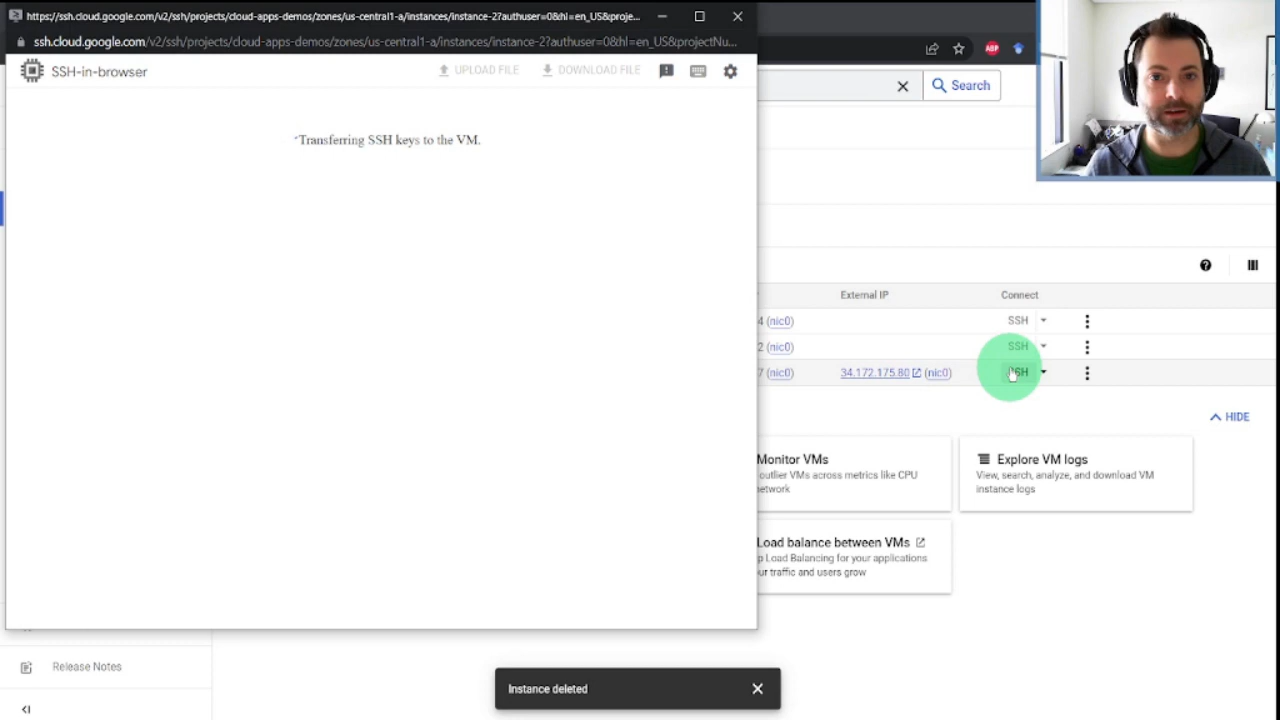 https://ssh.cloud.google.com/v2/ssh/projects/cloud-apps-demos/zones/us-central1-a/instances/instance-2?authuser=0&hl=en_US&proje...
ssh.cloud.google.com/v2/ssh/projects/cloud-apps-demos/zones/us-central1-a/instances/instance-2?authuser=0&hl=en_US&projectNu...
ABP
SSH-in-browser
UPLOAD FILE
DOWNLOAD FILE
Search
Transferring SSH keys to the VM.
External IP
Connect
4 (nic0)
SSH
2 (nic0)
SSH
7 (nic0)
34.172.175.80 (nic0)
SSH
HIDE
Monitor VMs
outlier VMs across metrics like CPU
Explore VM logs
View, search, analyze, and download VM
instance logs
Load balance between VMs
Load Balancing for your applications
traffic and users grow
Release Notes
Instance deleted